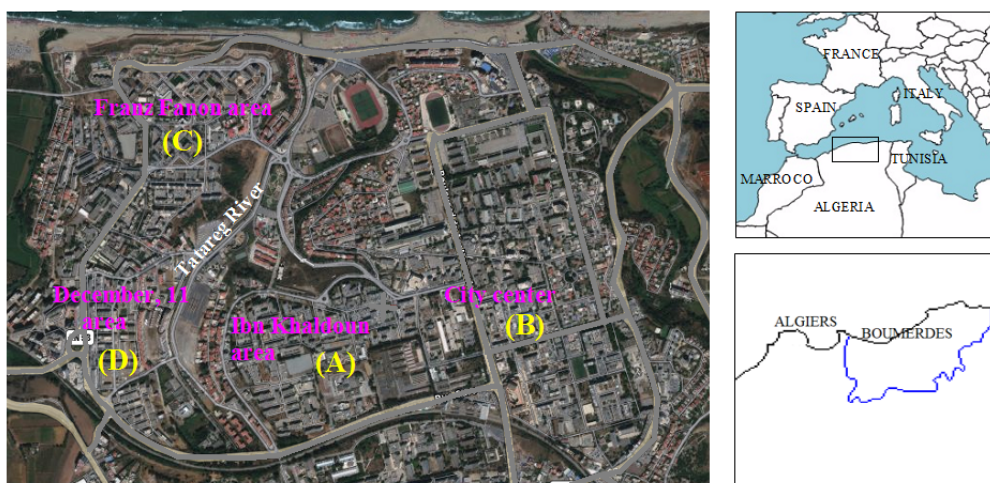 Franz Fanon area
(C)
Tatareg River
December, 11
area
(D)
Ibn Khaldoun
area
(A)
City center
(B)
FRANCE
ITALY
SPAIN
TUNISIA
MARROCO
ALGERIA
ALGIERS
BOUMERDES